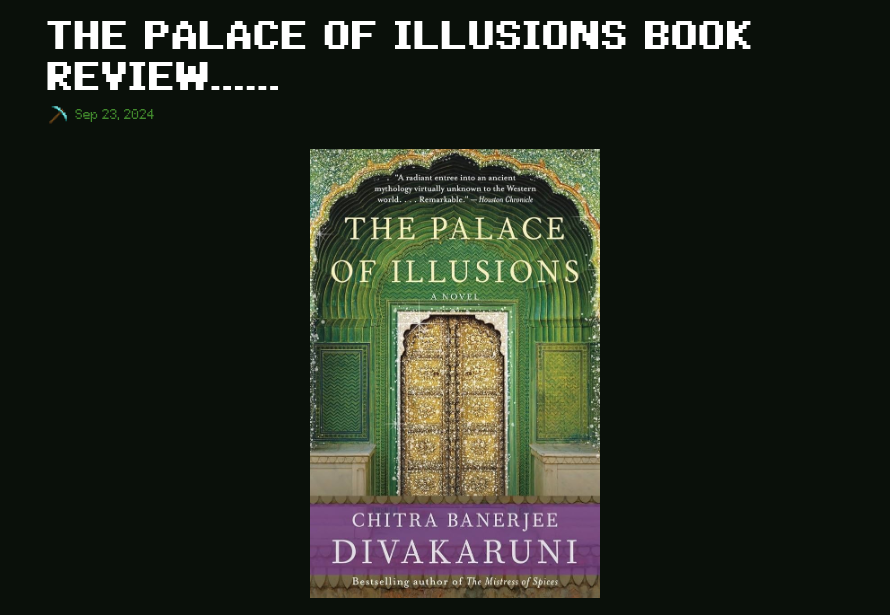 THE PALACE OF ILLUSIONS BOOK
REVIEW......
Sep 23, 2024
"A radiant entree into an ancient
mythology virtually unknown to the Western
world. . . . Remarkable." — Houston Chronicle
THE PALACE
OF ILLUSIONS
A NOVEL
CHITRA BANERJEE
DIVAKARUNI
Bestselling author of The Mistress of Spices